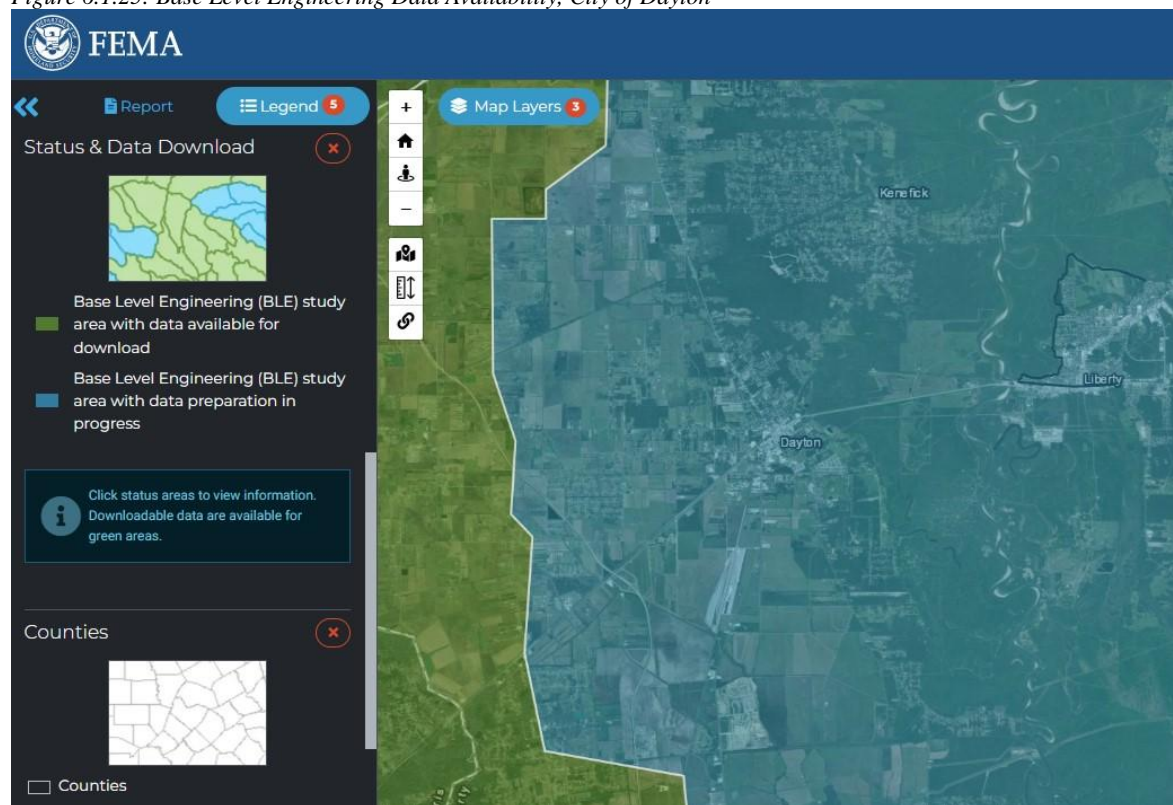 Figure 6.1.25: Base Level Engineering Data Availability, City of Dayton
FEMA
Report
Legend 5
Map Layers 3
Status & Data Download
Base Level Engineering (BLE) study
area with data available for
download
Base Level Engineering (BLE) study
area with data preparation in
progress
Click status areas to view information.
Downloadable data are available for
green areas.
Counties
Counties
Kenefick
Liberty
Dayton